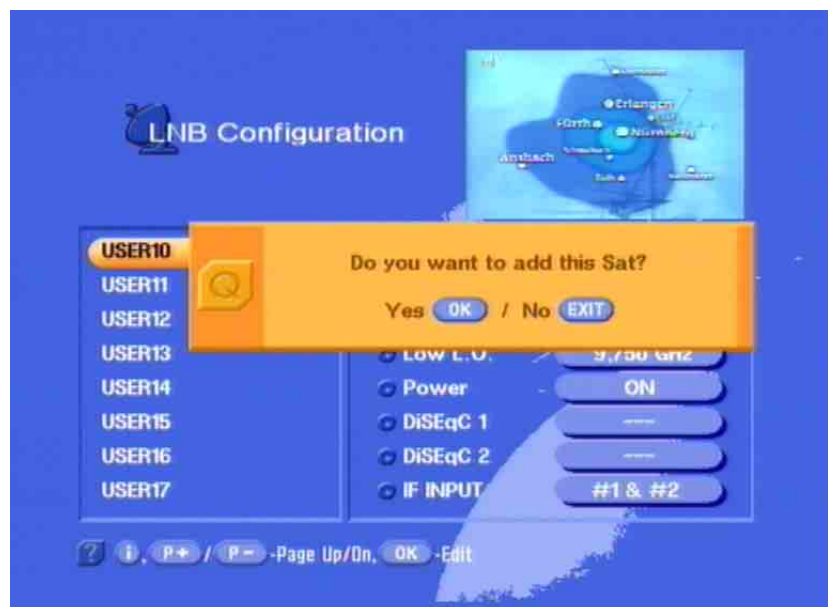 LNB Configuration
Erlangen
Fürth
Nürnberg
Ansbach
USER10
USER11
USER12
USER13
USER14
USER15
USER16
USER17
Q
Do you want to add this Sat?
Yes OK / No EXIT
Low L.O. 9,750 GHz
Power ON
DiSEqC 1 ---
DiSEqC 2 ---
IF INPUT #1 & #2
? i, P+ / P- -Page Up/Dn, OK -Edit